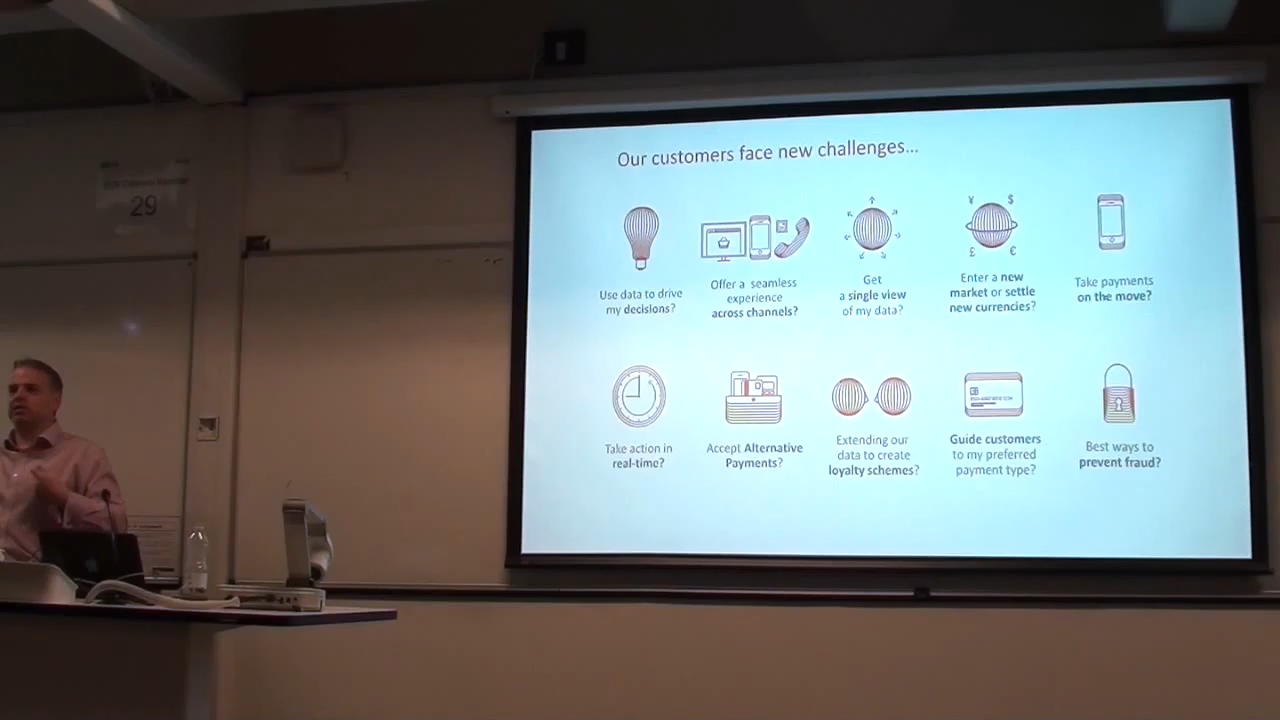 29
Our customers face new challenges...
¥ $
£ €
Use data to drive
my decisions?
Offer a seamless
experience
across channels?
Get
a single view
of my data?
Enter a new
market or settle
new currencies?
Take payments
on the move?
Take action in
real-time?
Accept Alternative
Payments?
Extending our
data to create
loyalty schemes?
Guide customers
to my preferred
payment type?
Best ways to
prevent fraud?